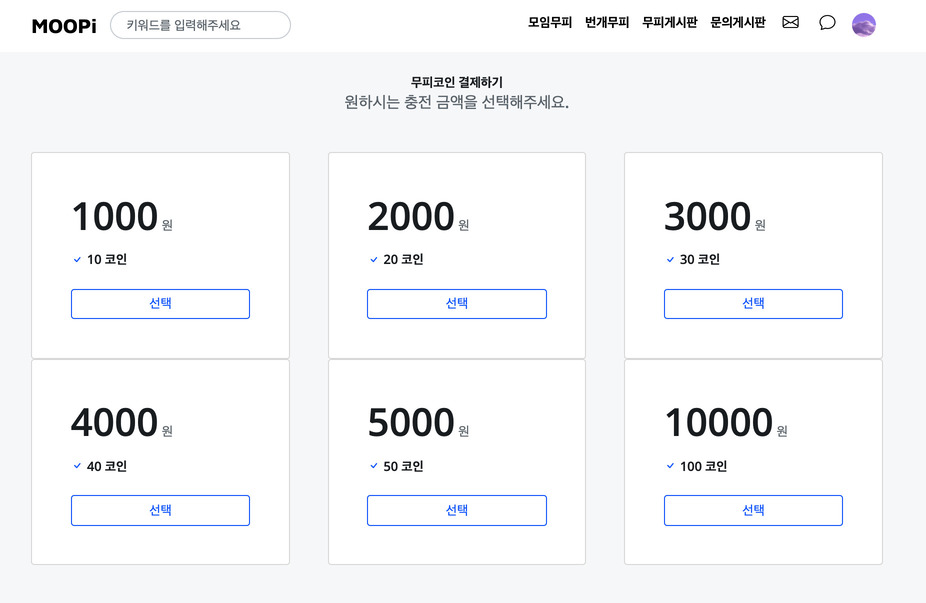 MOOPi 키워드를 입력해주세요 모임무피 번개무피 무피게시판 문의게시판
무피코인 결제하기
원하시는 충전 금액을 선택해주세요.
1000 원
10 코인
선택
2000 원
20 코인
선택
3000 원
30 코인
선택
4000 원
40 코인
선택
5000 원
50 코인
선택
10000 원
100 코인
선택